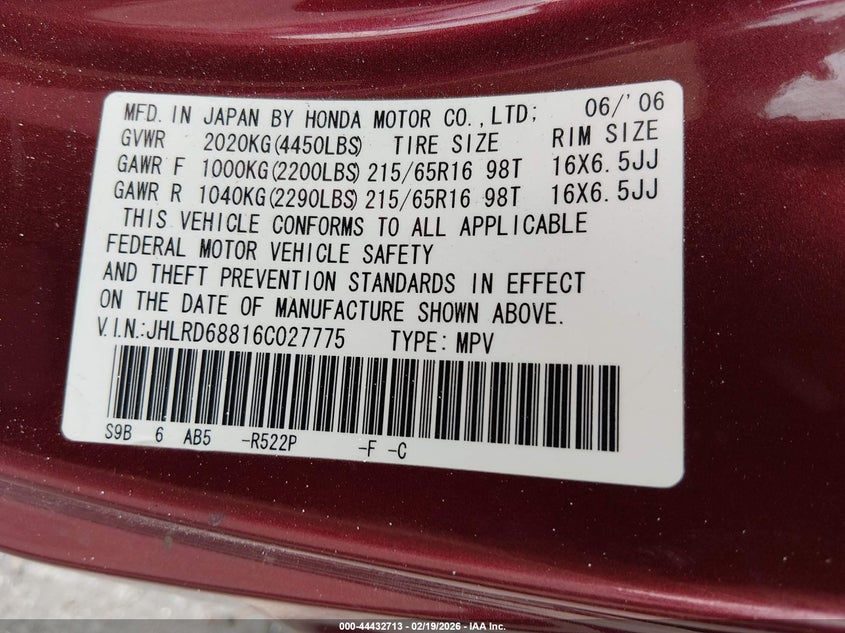 MFD. IN JAPAN BY HONDA MOTOR CO.,LTD; 06/'06
GVWR 2020KG(4450LBS) TIRE SIZE RIM SIZE
GAWR F 1000KG(2200LBS) 215/65R16 98T 16X6.5JJ
GAWR R 1040KG(2290LBS) 215/65R16 98T 16X6.5JJ
THIS VEHICLE CONFORMS TO ALL APPLICABLE
FEDERAL MOTOR VEHICLE SAFETY
AND THEFT PREVENTION STANDARDS IN EFFECT
ON THE DATE OF MANUFACTURE SHOWN ABOVE.
V.I.N.:JHLRD68816C027775 TYPE: MPV
S9B 6 AB5 -R522P -F -C
000-44432713 - 02/19/2026 - IAA Inc.